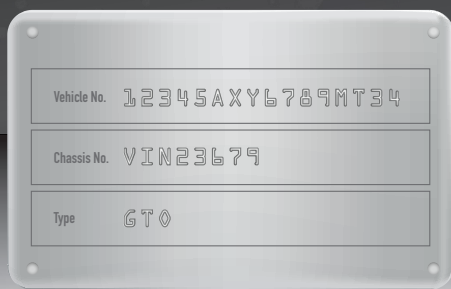 Vehicle No. 12345AXY6789MT34
Chassis No. VIN23679
Type GTO